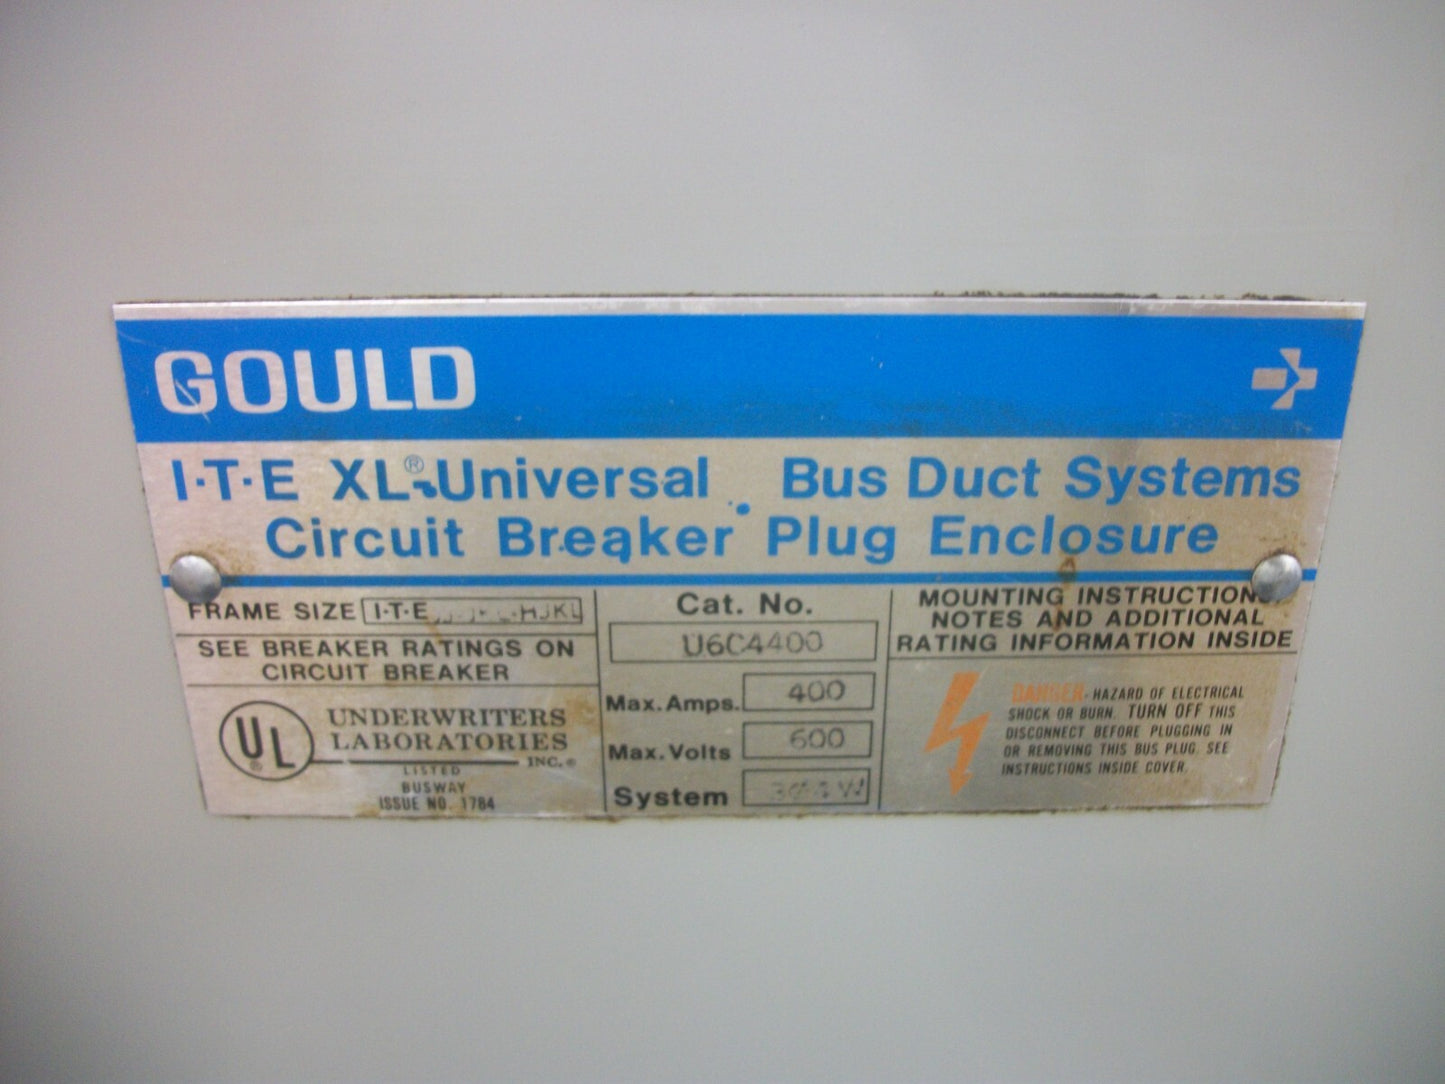 GOULD
I·T·E XL® Universal Bus Duct Systems
Circuit Breaker Plug Enclosure
FRAME SIZE I·T·E
SEE BREAKER RATINGS ON
CIRCUIT BREAKER
UL ®
UNDERWRITERS
LABORATORIES
INC.®
LISTED
BUSWAY
ISSUE NO. 1784
Cat. No.
U6C4400
Max. Amps. 400
Max. Volts 600
System
MOUNTING INSTRUCTIONS,
NOTES AND ADDITIONAL
RATING INFORMATION INSIDE
DANGER- HAZARD OF ELECTRICAL
SHOCK OR BURN. TURN OFF THIS
DISCONNECT BEFORE PLUGGING IN
OR REMOVING THIS BUS PLUG. SEE
INSTRUCTIONS INSIDE COVER.